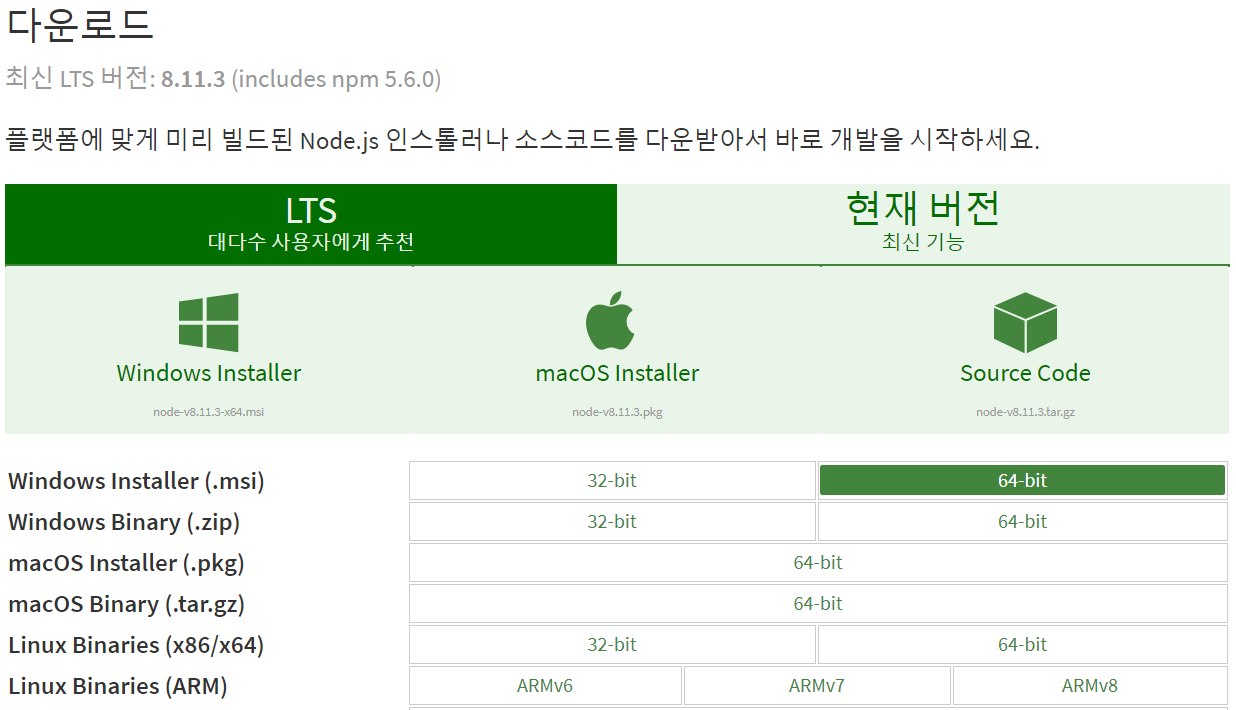 다운로드
최신 LTS 버전: 8.11.3 (includes npm 5.6.0)
플랫폼에 맞게 미리 빌드된 Node.js 인스톨러나 소스코드를 다운받아서 바로 개발을 시작하세요.
LTS
대다수 사용자에게 추천
현재 버전
최신 기능
Windows Installer
node-v8.11.3-x64.msi
macOS Installer
node-v8.11.3.pkg
Source Code
node-v8.11.3.tar.gz
Windows Installer (.msi) 32-bit 64-bit
Windows Binary (.zip) 32-bit 64-bit
macOS Installer (.pkg) 64-bit
macOS Binary (.tar.gz) 64-bit
Linux Binaries (x86/x64) 32-bit 64-bit
Linux Binaries (ARM) ARMv6 ARMv7 ARMv8